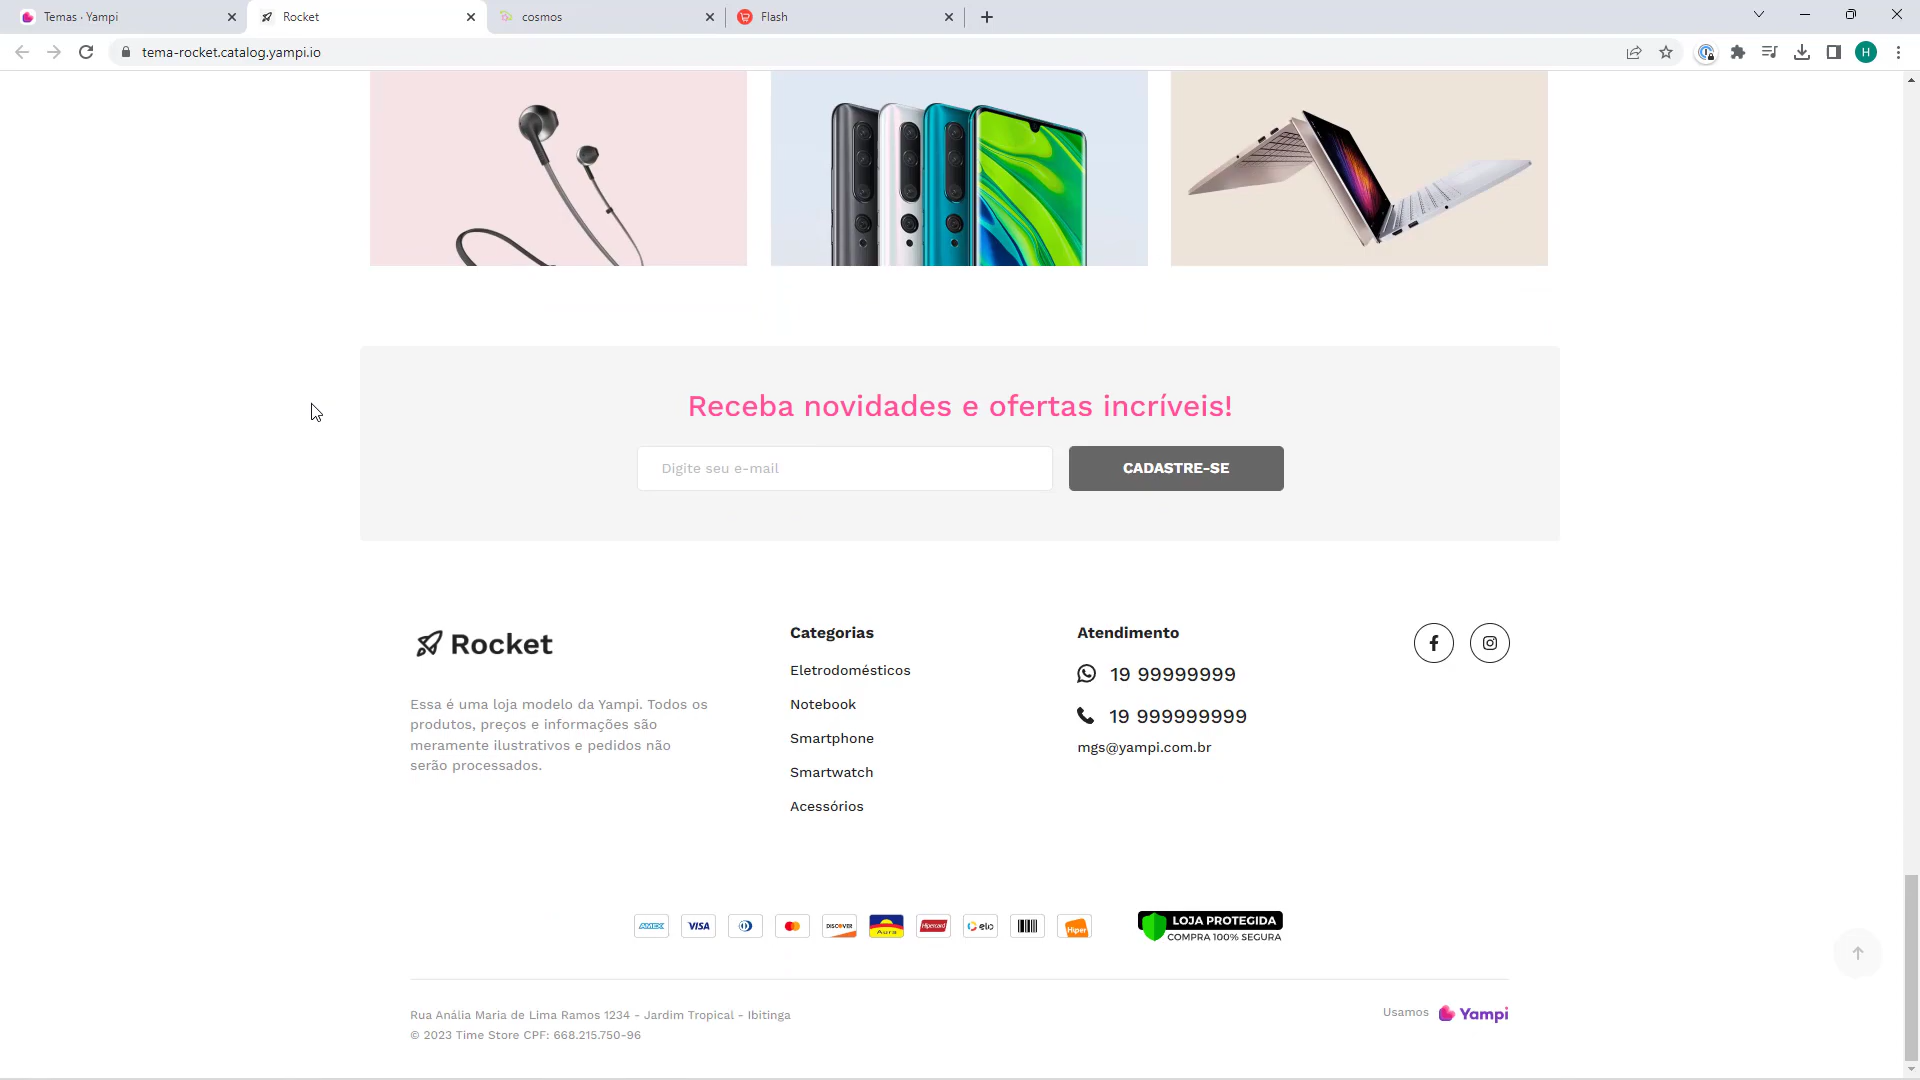 Temas · Yampi
Rocket
cosmos
Flash
tema-rocket.catalog.yampi.io
H
Receba novidades e ofertas incríveis!
Digite seu e-mail
CADASTRE-SE
Rocket
Essa é uma loja modelo da Yampi. Todos os
produtos, preços e informações são
meramente ilustrativos e pedidos não
serão processados.
Categorias
Eletrodomésticos
Notebook
Smartphone
Smartwatch
Acessórios
Atendimento
19 99999999
19 999999999
mgs@yampi.com.br
AMEX
VISA
DISCOVER
Aura
Hipercard
elo
Hiper
LOJA PROTEGIDA
COMPRA 100% SEGURA
Rua Anália Maria de Lima Ramos 1234 - Jardim Tropical - Ibitinga
© 2023 Time Store CPF: 668.215.750-96
Usamos Yampi